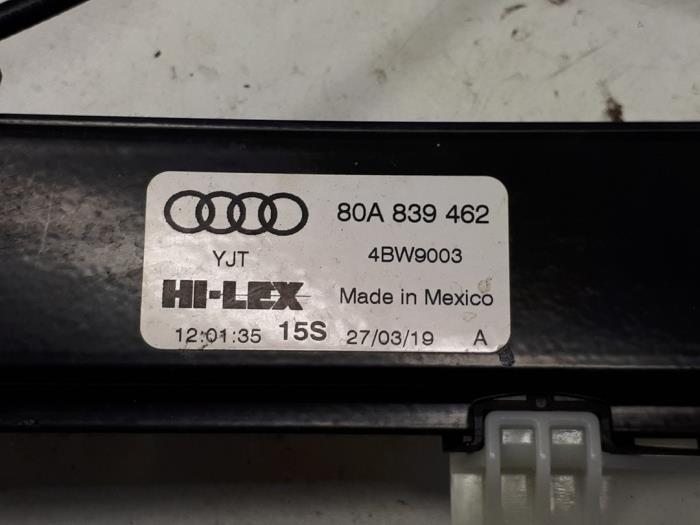 80A 839 462
YJT 4BW9003
HI-LEX Made in Mexico
12:01:35 15S 27/03/19 A